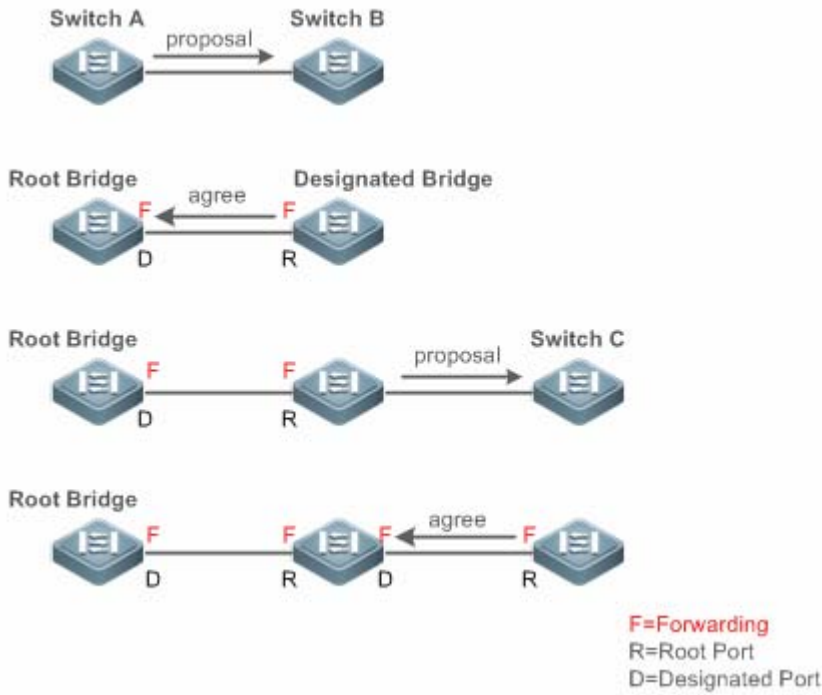 Switch A Switch B
proposal
Root Bridge Designated Bridge
F agree F
D R
Root Bridge Switch C
F F proposal
D R
Root Bridge
F F F agree F
D R D R
F=Forwarding
R=Root Port
D=Designated Port